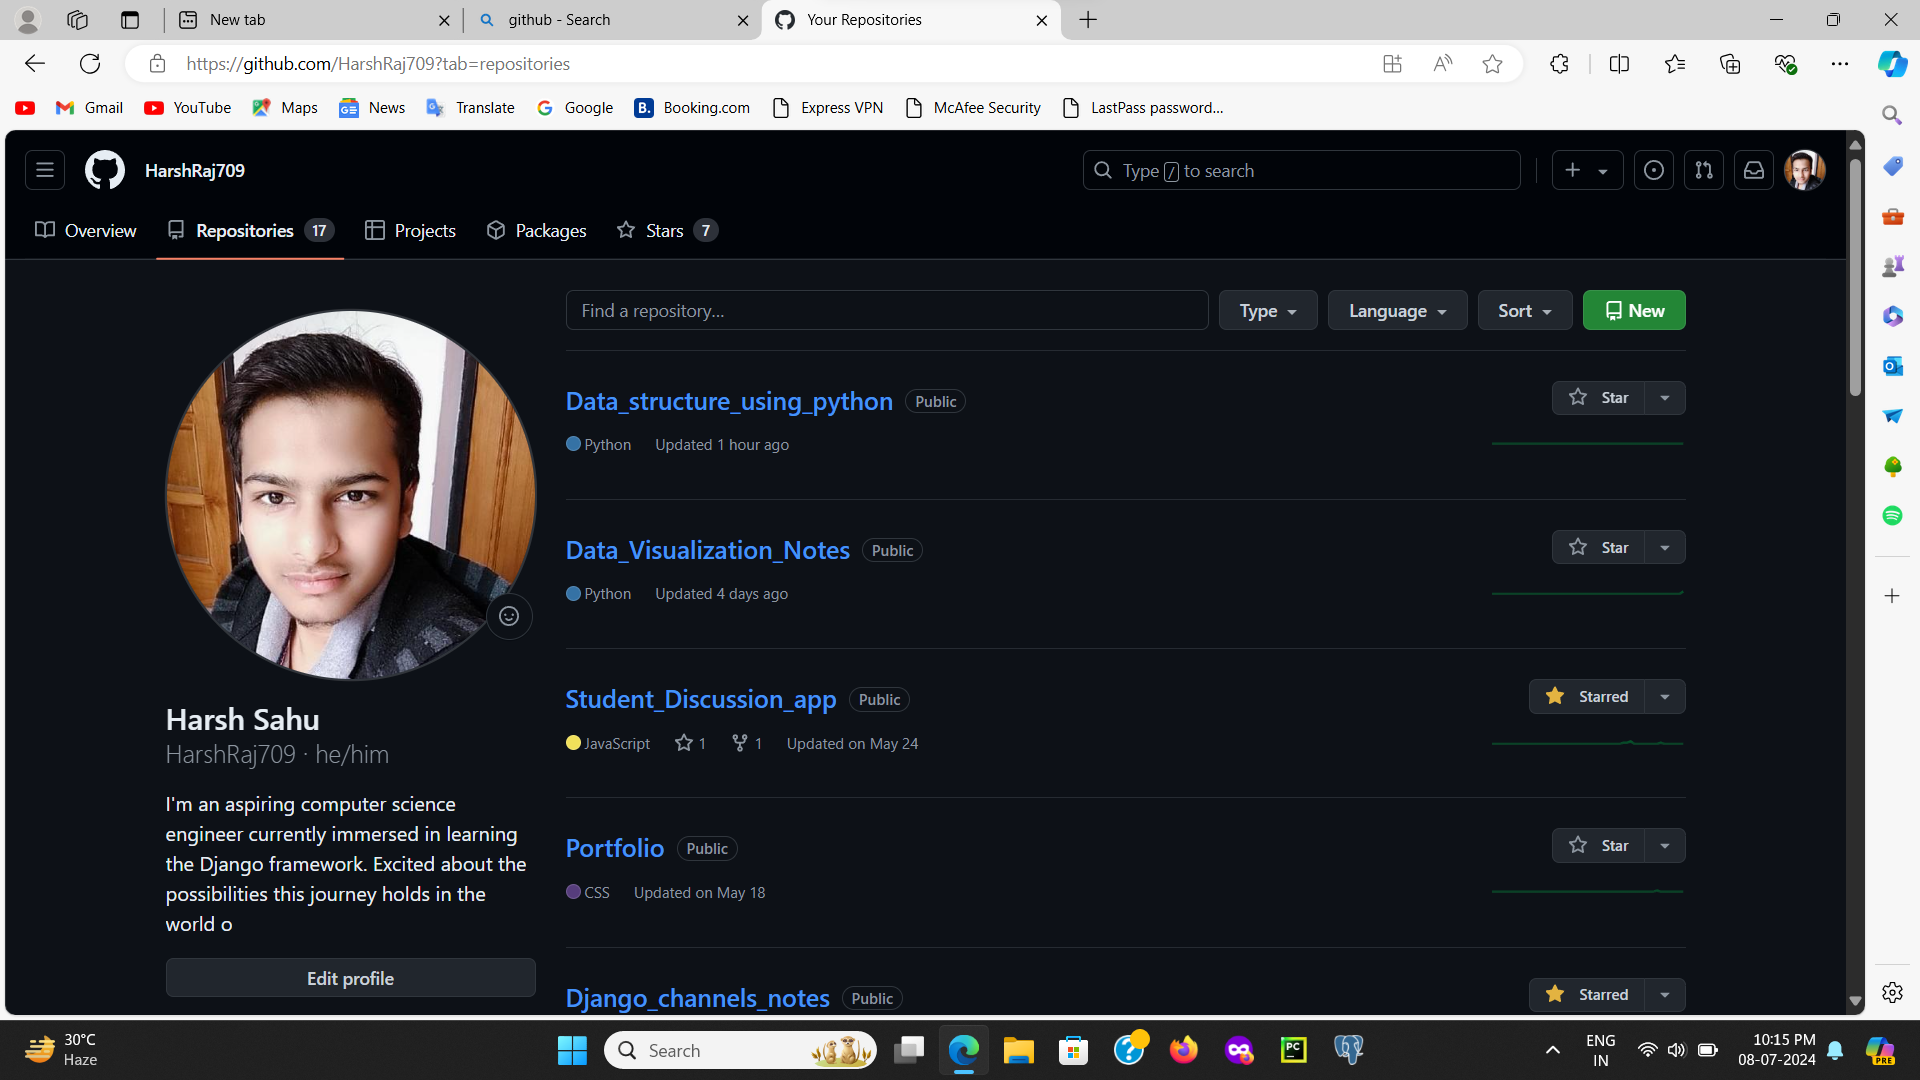 New tab
github - Search
Your Repositories
https://github.com/HarshRaj709?tab=repositories
Gmail
YouTube
Maps
News
Translate
Google
B. Booking.com
Express VPN
McAfee Security
LastPass password...
HarshRaj709
Type / to search
Overview
Repositories 17
Projects
Packages
Stars 7
Find a repository...
Type
Language
Sort
New
Data_structure_using_python Public
Star
Python Updated 1 hour ago
Data_Visualization_Notes Public
Star
Python Updated 4 days ago
Student_Discussion_app Public
Starred
JavaScript 1 1 Updated on May 24
Portfolio Public
Star
CSS Updated on May 18
Django_channels_notes Public
Starred
Harsh Sahu
HarshRaj709 · he/him
I'm an aspiring computer science
engineer currently immersed in learning
the Django framework. Excited about the
possibilities this journey holds in the
world o
Edit profile
30°C
Haze
Search
PC
ENG
IN
10:15 PM
08-07-2024
PRE